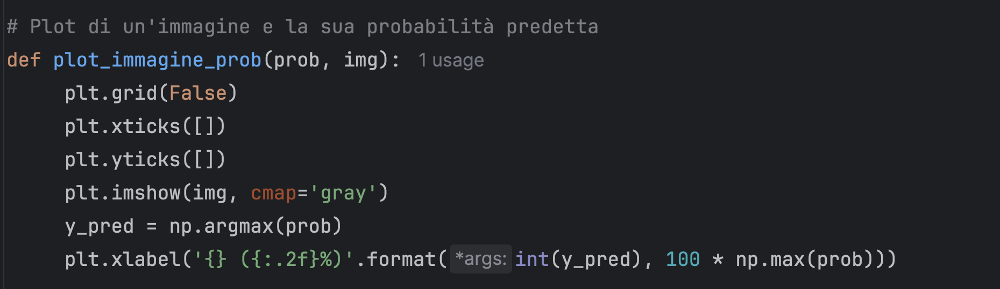 # Plot di un'immagine e la sua probabilità predetta
def plot_immagine_prob(prob, img): 1 usage
plt.grid(False)
plt.xticks([])
plt.yticks([])
plt.imshow(img, cmap='gray')
y_pred = np.argmax(prob)
plt.xlabel('{} ({:.2f}%)'.format( *args: int(y_pred), 100 * np.max(prob)))